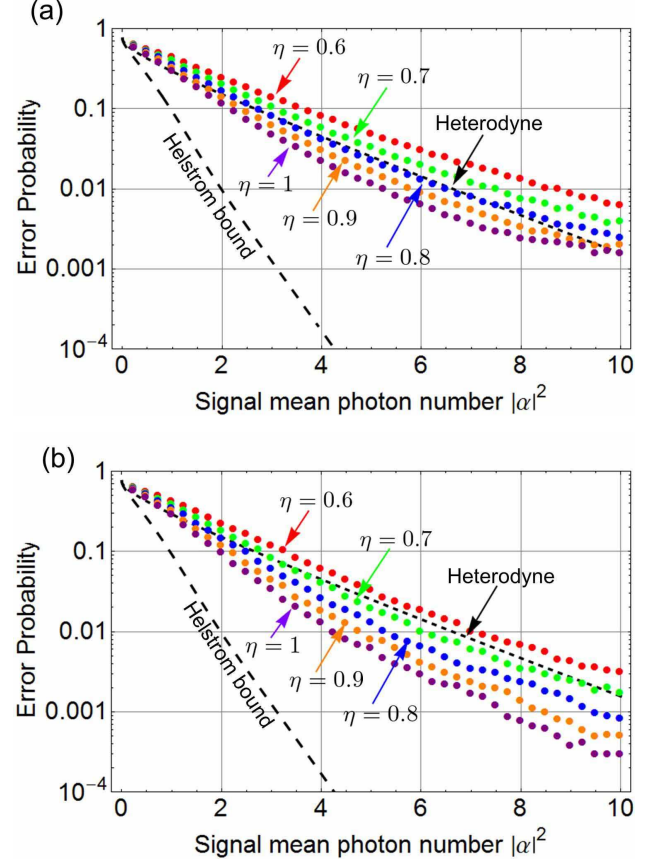 (a)
1
0.1
0.01
0.001
10⁻⁴
Error Probability
η = 0.6
η = 0.7
Heterodyne
Helstrom bound
η = 1
η = 0.9
η = 0.8
0 2 4 6 8 10
Signal mean photon number |α|²
(b)
1
0.1
0.01
0.001
10⁻⁴
Error Probability
η = 0.6
η = 0.7
Heterodyne
Helstrom bound
η = 1
η = 0.9
η = 0.8
0 2 4 6 8 10
Signal mean photon number |α|²